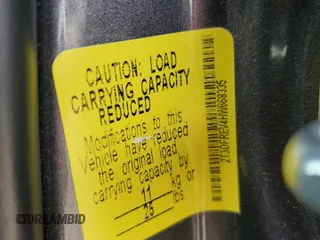 CAUTION: LOAD
CARRYING CAPACITY
REDUCED
Modifications to this
Vehicle have reduced
the original load
carrying capacity by
11 kg or
25 lbs.
2T3DFREV4HW668335
DREAMBID